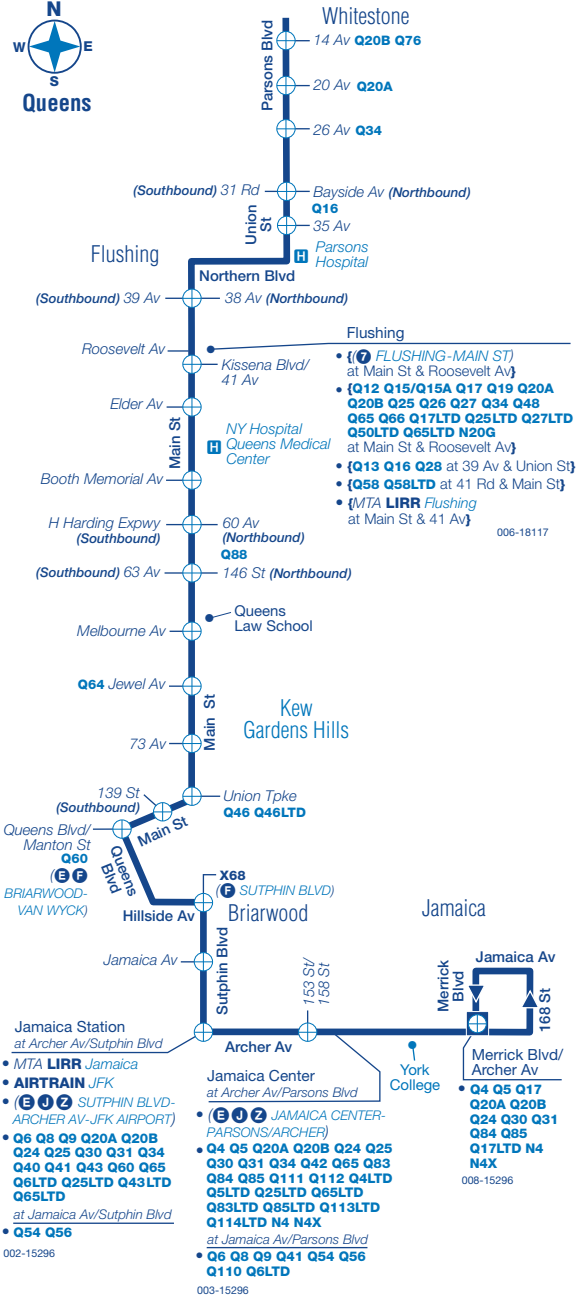 N
W E
S
Queens
Whitestone
Parsons Blvd
14 Av Q20B Q76
20 Av Q20A
26 Av Q34
(Southbound) 31 Rd
Bayside Av (Northbound)
Q16
Union St
35 Av
H Parsons
Hospital
Flushing
Northern Blvd
(Southbound) 39 Av
38 Av (Northbound)
Roosevelt Av
Kissena Blvd/
41 Av
Flushing
• {(7 FLUSHING-MAIN ST)
at Main St & Roosevelt Av}
• {Q12 Q15/Q15A Q17 Q19 Q20A
Q20B Q25 Q26 Q27 Q34 Q48
Q65 Q66 Q17LTD Q25LTD Q27LTD
Q50LTD Q65LTD N20G
at Main St & Roosevelt Av}
• {Q13 Q16 Q28 at 39 Av & Union St}
• {Q58 Q58LTD at 41 Rd & Main St}
• {MTA LIRR Flushing
at Main St & 41 Av}
006-18117
Elder Av
Main St
H NY Hospital
Queens Medical
Center
Booth Memorial Av
H Harding Expwy
(Southbound)
60 Av
(Northbound)
Q88
(Southbound) 63 Av
146 St (Northbound)
Queens
Law School
Melbourne Av
Q64 Jewel Av
Main St
Kew
Gardens Hills
73 Av
139 St
(Southbound)
Union Tpke
Q46 Q46LTD
Main St
Queens Blvd/
Manton St
Q60
(E F
BRIARWOOD-
VAN WYCK)
Queens
Blvd
X68
(F SUTPHIN BLVD)
Hillside Av
Briarwood
Jamaica
Jamaica Av
Sutphin Blvd
153 St/
158 St
Merrick
Blvd
Jamaica Av
168 St
Archer Av
York
College
Jamaica Station
at Archer Av/Sutphin Blvd
• MTA LIRR Jamaica
• AIRTRAIN JFK
• (E J Z SUTPHIN BLVD-
ARCHER AV-JFK AIRPORT)
• Q6 Q8 Q9 Q20A Q20B
Q24 Q25 Q30 Q31 Q34
Q40 Q41 Q43 Q60 Q65
Q6LTD Q25LTD Q43LTD
Q65LTD
at Jamaica Av/Sutphin Blvd
• Q54 Q56
002-15296
Jamaica Center
at Archer Av/Parsons Blvd
• (E J Z JAMAICA CENTER-
PARSONS/ARCHER)
• Q4 Q5 Q20A Q20B Q24 Q25
Q30 Q31 Q34 Q42 Q65 Q83
Q84 Q85 Q111 Q112 Q4LTD
Q5LTD Q25LTD Q65LTD
Q83LTD Q85LTD Q113LTD
Q114LTD N4 N4X
at Jamaica Av/Parsons Blvd
• Q6 Q8 Q9 Q41 Q54 Q56
Q110 Q6LTD
003-15296
Merrick Blvd/
Archer Av
• Q4 Q5 Q17
Q20A Q20B
Q24 Q30 Q31
Q84 Q85
Q17LTD N4
N4X
008-15296